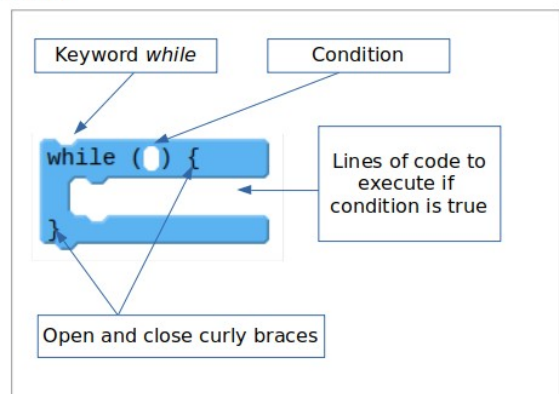 Keyword while
Condition
while ( ) {
Lines of code to
execute if
condition is true
}
Open and close curly braces